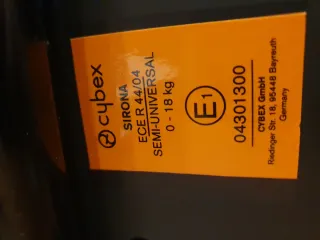 cybex
SIRONA
ECE R 44/04
SEMI-UNIVERSAL
0 - 18 kg
E1
04301300
CYBEX GmbH
Riedinger Str. 18, 95448 Bayreuth
Germany